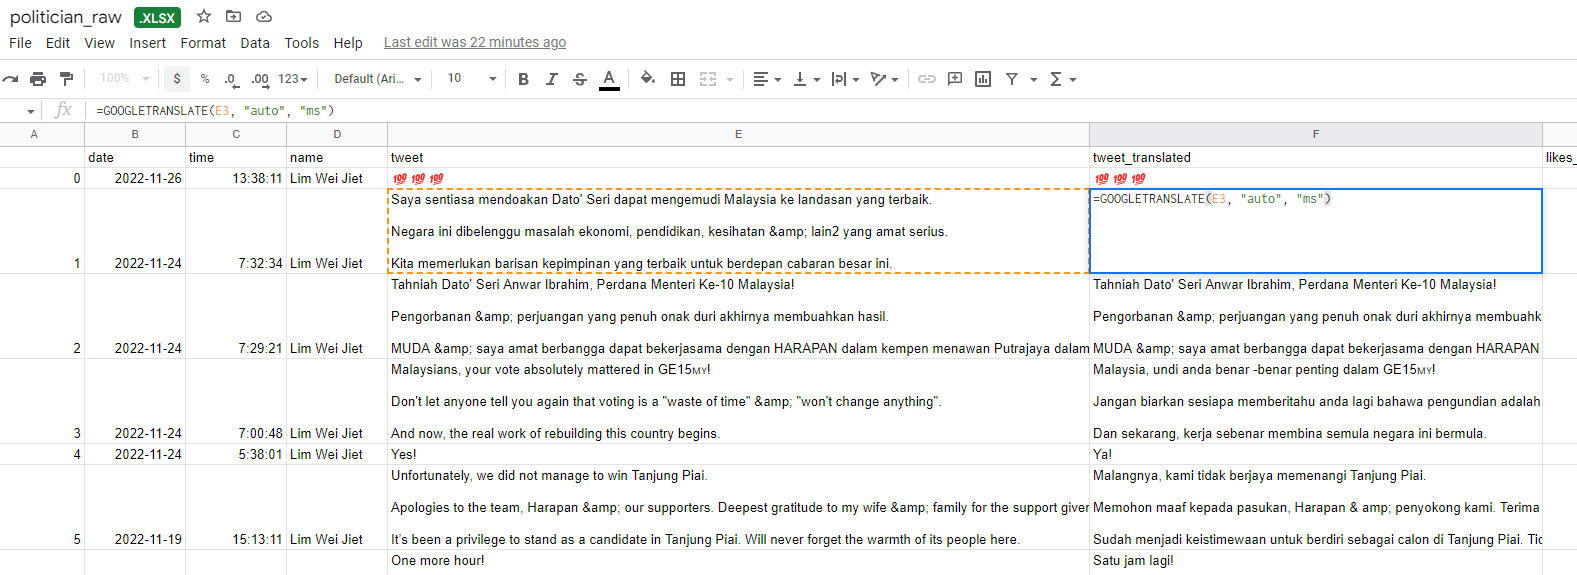 politician_raw .XLSX
File Edit View Insert Format Data Tools Help Last edit was 22 minutes ago
100% $ % .0 .00 123 Default (Ari... 10 B I S A
fx =GOOGLETRANSLATE(E3, "auto", "ms")
A B C D E F
date time name tweet tweet_translated likes_
0 2022-11-26 13:38:11 Lim Wei Jiet 💯 💯 💯 💯 💯 💯
Saya sentiasa mendoakan Dato' Seri dapat mengemudi Malaysia ke landasan yang terbaik. =GOOGLETRANSLATE(E3, "auto", "ms")
Negara ini dibelenggu masalah ekonomi, pendidikan, kesihatan &amp; lain2 yang amat serius.
1 2022-11-24 7:32:34 Lim Wei Jiet Kita memerlukan barisan kepimpinan yang terbaik untuk berdepan cabaran besar ini.
Tahniah Dato' Seri Anwar Ibrahim, Perdana Menteri Ke-10 Malaysia! Tahniah Dato' Seri Anwar Ibrahim, Perdana Menteri Ke-10 Malaysia!
Pengorbanan &amp; perjuangan yang penuh onak duri akhirnya membuahkan hasil. Pengorbanan &amp; perjuangan yang penuh onak duri akhirnya membuahk
2 2022-11-24 7:29:21 Lim Wei Jiet MUDA &amp; saya amat berbangga dapat bekerjasama dengan HARAPAN dalam kempen menawan Putrajaya dalam MUDA &amp; saya amat berbangga dapat bekerjasama dengan HARAPAN
Malaysians, your vote absolutely mattered in GE15🇲🇾! Malaysia, undi anda benar -benar penting dalam GE15🇲🇾!
Don't let anyone tell you again that voting is a "waste of time" &amp; "won't change anything". Jangan biarkan sesiapa memberitahu anda lagi bahawa pengundian adalah
3 2022-11-24 7:00:48 Lim Wei Jiet And now, the real work of rebuilding this country begins. Dan sekarang, kerja sebenar membina semula negara ini bermula.
4 2022-11-24 5:38:01 Lim Wei Jiet Yes! Ya!
Unfortunately, we did not manage to win Tanjung Piai. Malangnya, kami tidak berjaya memenangi Tanjung Piai.
Apologies to the team, Harapan &amp; our supporters. Deepest gratitude to my wife &amp; family for the support giver Memohon maaf kepada pasukan, Harapan & amp; penyokong kami. Terima
5 2022-11-19 15:13:11 Lim Wei Jiet It's been a privilege to stand as a candidate in Tanjung Piai. Will never forget the warmth of its people here. Sudah menjadi keistimewaan untuk berdiri sebagai calon di Tanjung Piai. Tid
One more hour! Satu jam lagi!